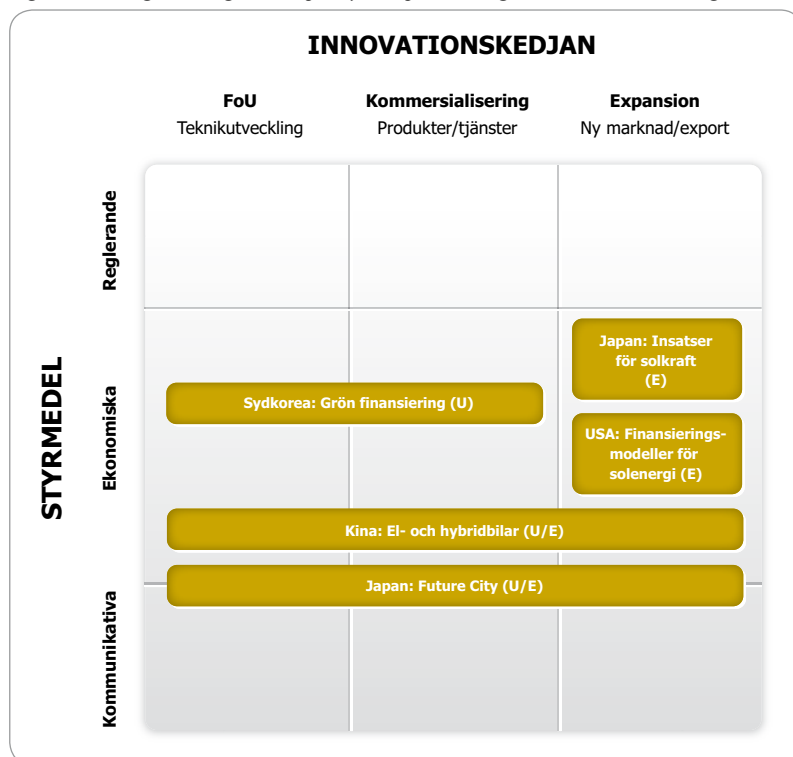 INNOVATIONSKEDJAN
FoU
Teknikutveckling
Kommersialisering
Produkter/tjänster
Expansion
Ny marknad/export
STYRMEDEL
Reglerande
Ekonomiska
Kommunikativa
Japan: Insatser
för solkraft
(E)
Sydkorea: Grön finansiering (U)
USA: Finansierings-
modeller för
solenergi (E)
Kina: El- och hybridbilar (U/E)
Japan: Future City (U/E)